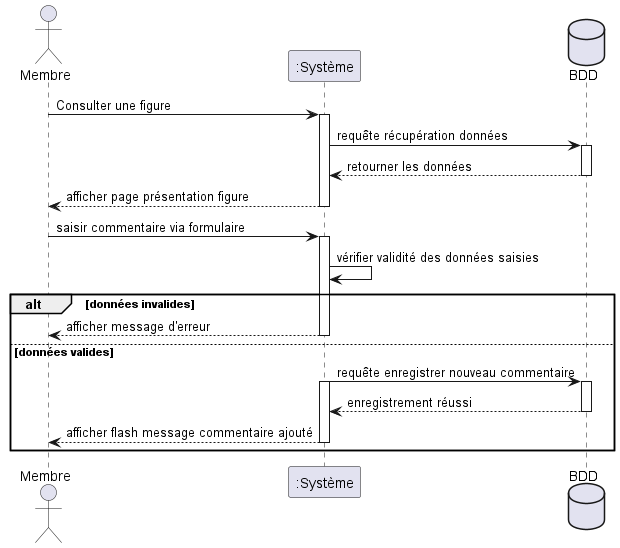 Membre
:Système
BDD
Consulter une figure
requête récupération données
retourner les données
afficher page présentation figure
saisir commentaire via formulaire
vérifier validité des données saisies
alt [données invalides]
afficher message d'erreur
[données valides]
requête enregistrer nouveau commentaire
enregistrement réussi
afficher flash message commentaire ajouté
Membre
:Système
BDD